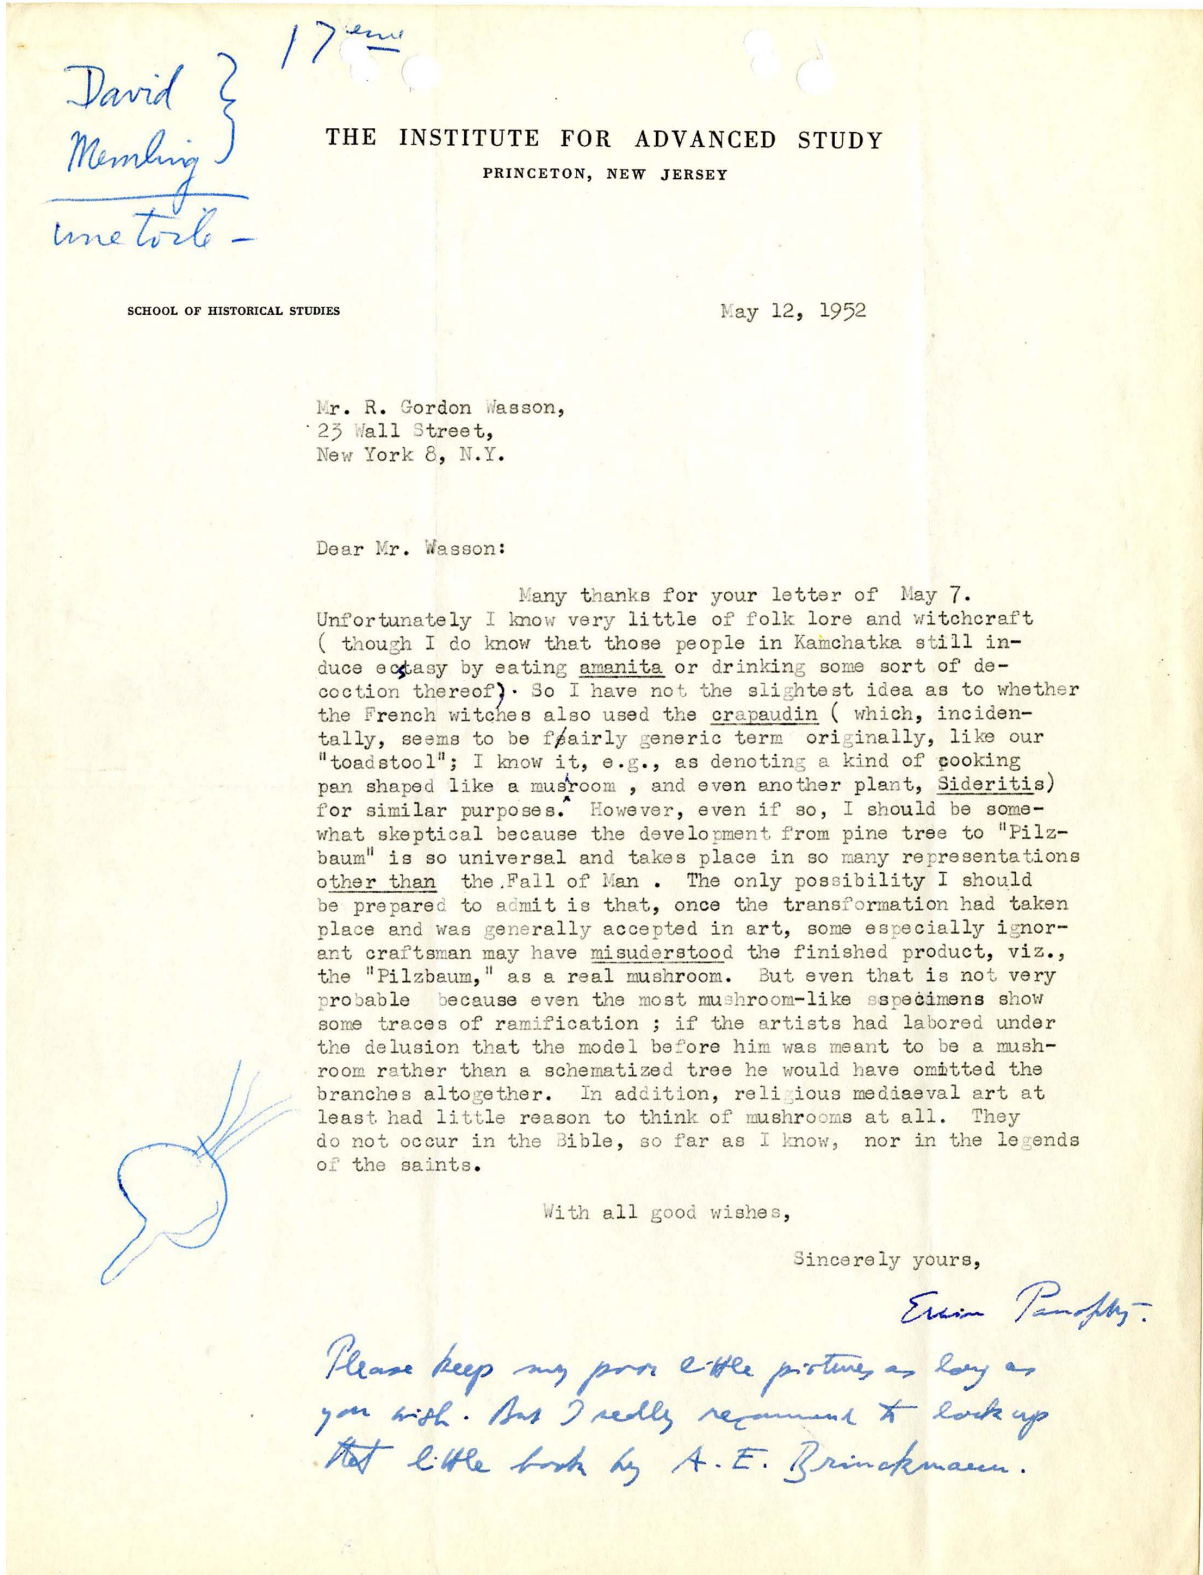 17eme
David
Memling
une toile -
THE INSTITUTE FOR ADVANCED STUDY
PRINCETON, NEW JERSEY
SCHOOL OF HISTORICAL STUDIES
May 12, 1952
Mr. R. Gordon Wasson,
23 Wall Street,
New York 8, N.Y.
Dear Mr. Wasson:
Many thanks for your letter of May 7.
Unfortunately I know very little of folk lore and witchcraft
( though I do know that those people in Kamchatka still in-
duce ecstasy by eating amanita or drinking some sort of de-
coction thereof). So I have not the slightest idea as to whether
the French witches also used the crapaudin ( which, inciden-
tally, seems to be fairly generic term originally, like our
"toadstool"; I know it, e.g., as denoting a kind of cooking
pan shaped like a mushroom , and even another plant, Sideritis)
for similar purposes. However, even if so, I should be some-
what skeptical because the development from pine tree to "Pilz-
baum" is so universal and takes place in so many representations
other than the Fall of Man . The only possibility I should
be prepared to admit is that, once the transformation had taken
place and was generally accepted in art, some especially ignor-
ant craftsman may have misuderstood the finished product, viz.,
the "Pilzbaum," as a real mushroom. But even that is not very
probable because even the most mushroom-like sspecimens show
some traces of ramification ; if the artists had labored under
the delusion that the model before him was meant to be a mush-
room rather than a schematized tree he would have omitted the
branches altogether. In addition, religious mediaeval art at
least had little reason to think of mushrooms at all. They
do not occur in the Bible, so far as I know, nor in the legends
of the saints.
With all good wishes,
Sincerely yours,
Erwin Panofsky.
Please keep my poor little pictures as long as
you wish. But I really recommend to look up
that little book by A. E. Brinckmann.